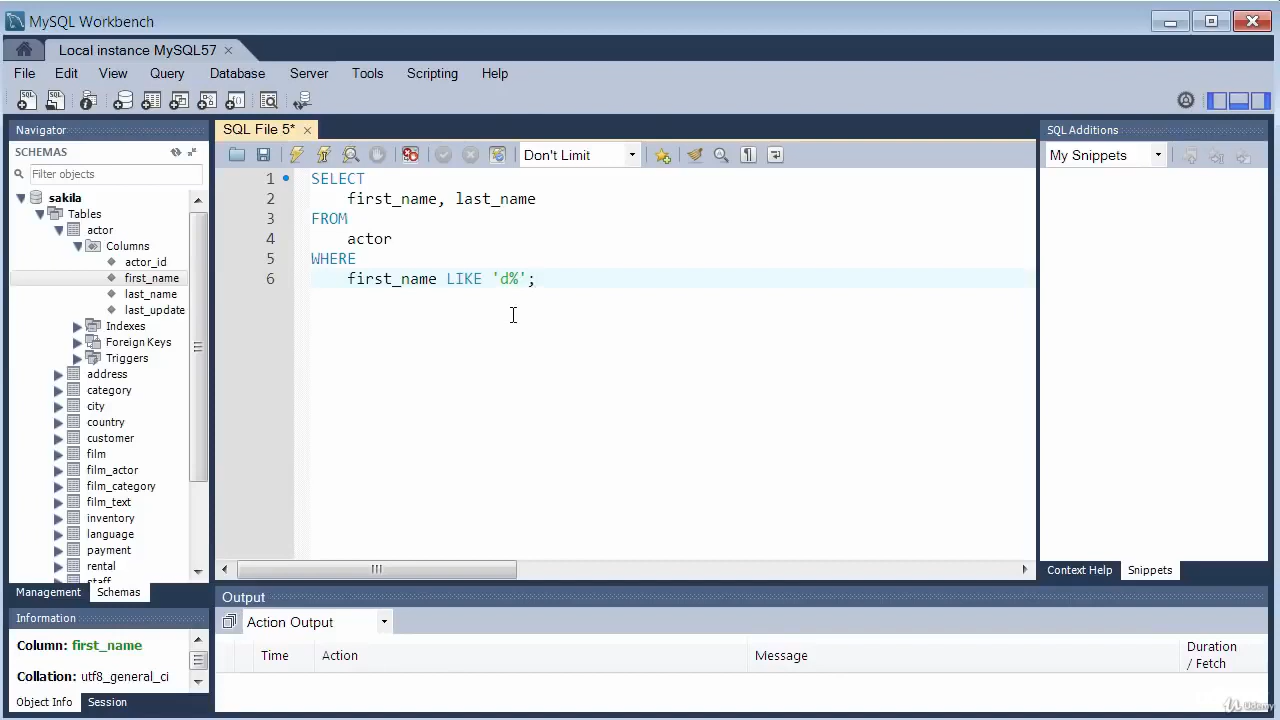 MySQL Workbench
Local instance MySQL57
File Edit View Query Database Server Tools Scripting Help
Navigator
SCHEMAS
Filter objects
sakila
Tables
actor
Columns
actor_id
first_name
last_name
last_update
Indexes
Foreign Keys
Triggers
address
category
city
country
customer
film
film_actor
film_category
film_text
inventory
language
payment
rental
staff
Management Schemas
Information
Column: first_name
Collation: utf8_general_ci
Object Info Session
SQL File 5*
Don't Limit
1 SELECT
2 first_name, last_name
3 FROM
4 actor
5 WHERE
6 first_name LIKE 'd%';
SQL Additions
My Snippets
Context Help Snippets
Output
Action Output
Time Action Message Duration / Fetch
Udemy